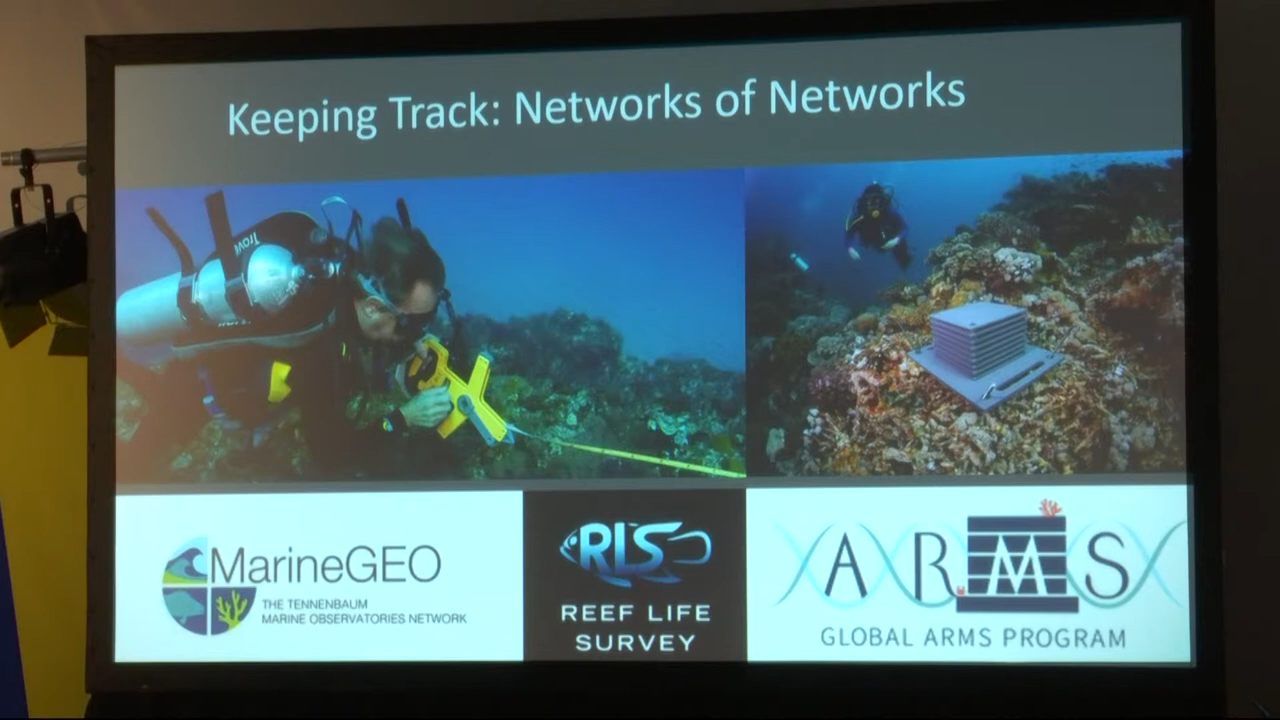 Keeping Track: Networks of Networks
MarineGEO
THE TENNENBAUM
MARINE OBSERVATORIES NETWORK
RLS
REEF LIFE
SURVEY
ARMS
GLOBAL ARMS PROGRAM